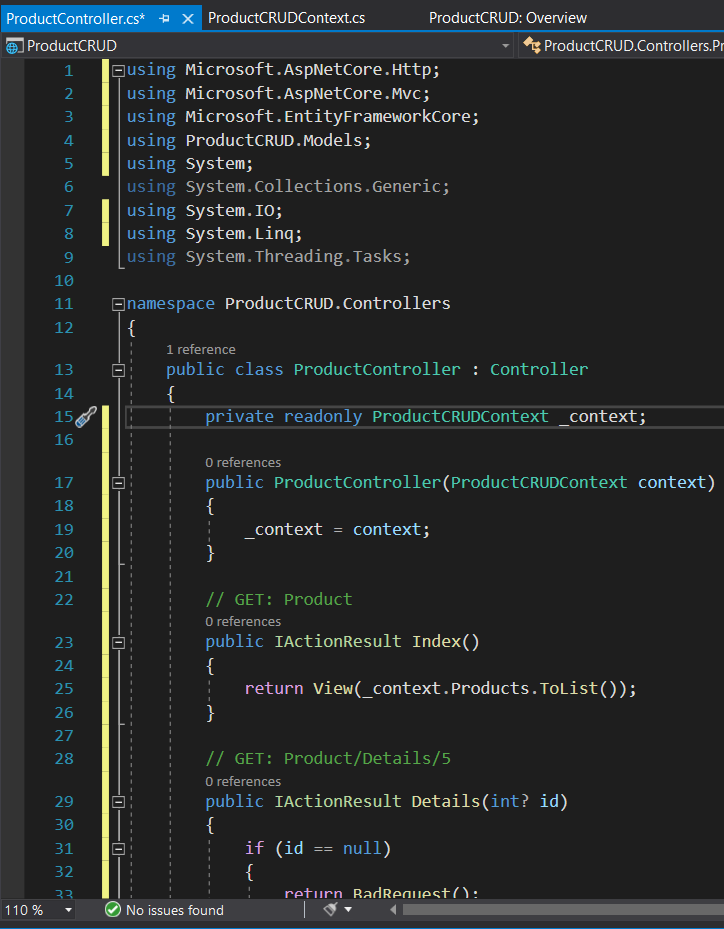 ProductController.cs* ProductCRUDContext.cs ProductCRUD: Overview
ProductCRUD ProductCRUD.Controllers.Pr
1 using Microsoft.AspNetCore.Http;
2 using Microsoft.AspNetCore.Mvc;
3 using Microsoft.EntityFrameworkCore;
4 using ProductCRUD.Models;
5 using System;
6 using System.Collections.Generic;
7 using System.IO;
8 using System.Linq;
9 using System.Threading.Tasks;
10
11 namespace ProductCRUD.Controllers
12 {
1 reference
13 public class ProductController : Controller
14 {
15 private readonly ProductCRUDContext _context;
16
0 references
17 public ProductController(ProductCRUDContext context)
18 {
19 _context = context;
20 }
21
22 // GET: Product
0 references
23 public IActionResult Index()
24 {
25 return View(_context.Products.ToList());
26 }
27
28 // GET: Product/Details/5
0 references
29 public IActionResult Details(int? id)
30 {
31 if (id == null)
32 {
33 return BadRequest();
110 % No issues found